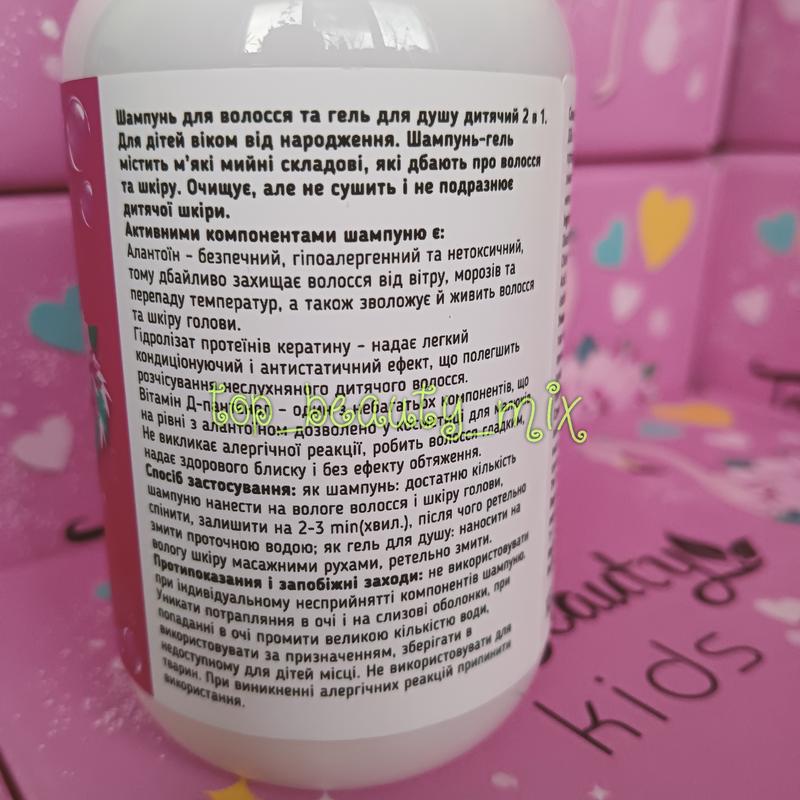 Шампунь для волосся та гель для душу дитячий 2 в 1.
Для дітей віком від народження. Шампунь-гель
містить м'які мийні складові, які дбають про волосся
та шкіру. Очищує, але не сушить і не подразнює
дитячої шкіри.
Активними компонентами шампуню є:
Алантоїн - безпечний, гіпоалергенний та нетоксичний,
тому дбайливо захищає волосся від вітру, морозів та
перепаду температур, а також зволожує й живить волосся
та шкіру голови.
Гідролізат протеїнів кератину - надає легкий
кондиціонуючий і антистатичний ефект, що полегшить
розчісування неслухняного дитячого волосся.
Вітамін Д-пантенол - один з небагатьох компонентів, що
на рівні з алантоїном дозволено у косметиці для малюків.
Не викликає алергічної реакції, робить волосся гладким,
надає здорового блиску і без ефекту обтяження.
Спосіб застосування: як шампунь: достатню кількість
шампуню нанести на вологе волосся і шкіру голови,
спінити, залишити на 2-3 min(хвил.), після чого ретельно
змити проточною водою; як гель для душу: наносити на
вологу шкіру масажними рухами, ретельно змити.
Протипоказання і запобіжні заходи: не використовувати
при індивідуальному несприйнятті компонентів шампуню.
Уникати потрапляння в очі і на слизові оболонки, при
попаданні в очі промити великою кількістю води,
використовувати за призначенням, зберігати в
недоступному для дітей місці. Не використовувати для
тварин. При виникненні алергічних реакцій припинити
використання.
top_beauty_mix
beauty
kids